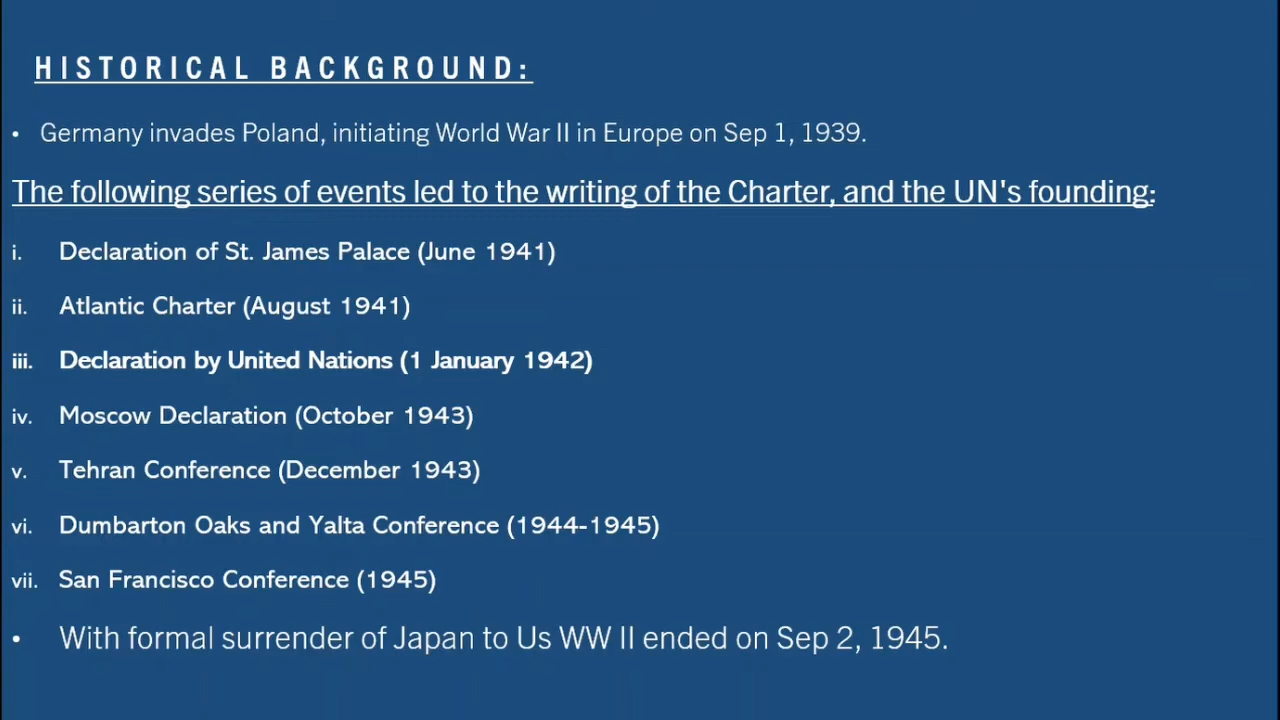 HISTORICAL BACKGROUND:
• Germany invades Poland, initiating World War II in Europe on Sep 1, 1939.
The following series of events led to the writing of the Charter, and the UN's founding:
i. Declaration of St. James Palace (June 1941)
ii. Atlantic Charter (August 1941)
iii. Declaration by United Nations (1 January 1942)
iv. Moscow Declaration (October 1943)
v. Tehran Conference (December 1943)
vi. Dumbarton Oaks and Yalta Conference (1944-1945)
vii. San Francisco Conference (1945)
• With formal surrender of Japan to Us WW II ended on Sep 2, 1945.